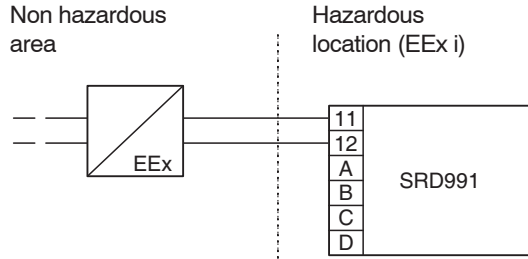 Non hazardous
area
Hazardous
location (EEx i)
EEx
11
12
A
B
C
D
SRD991